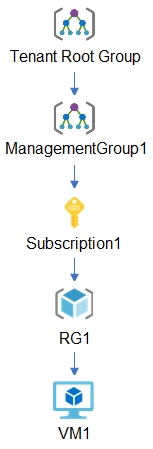 Tenant Root Group
ManagementGroup1
Subscription1
RG1
VM1